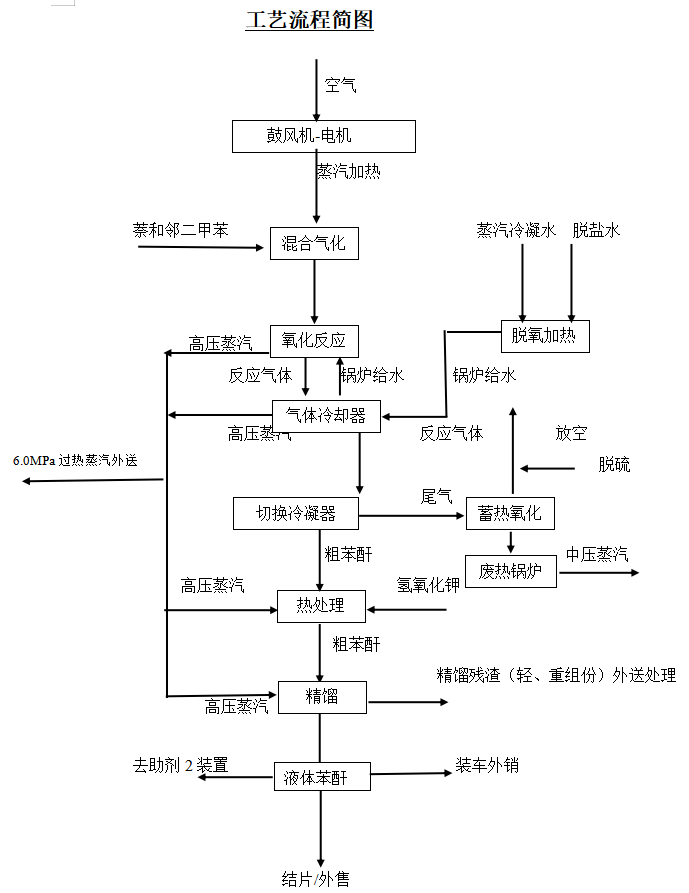 工艺流程简图
空气
鼓风机-电机
蒸汽加热
萘和邻二甲苯
混合气化
蒸汽冷凝水
脱盐水
氧化反应
脱氧加热
高压蒸汽
反应气体
锅炉给水
锅炉给水
气体冷却器
高压蒸汽
反应气体
放空
6.0MPa 过热蒸汽外送
脱硫
尾气
切换冷凝器
蓄热氧化
粗苯酐
中压蒸汽
废热锅炉
高压蒸汽
氢氧化钾
热处理
粗苯酐
精馏残渣（轻、重组份）外送处理
精馏
高压蒸汽
去助剂 2 装置
液体苯酐
装车外销
结片/外售